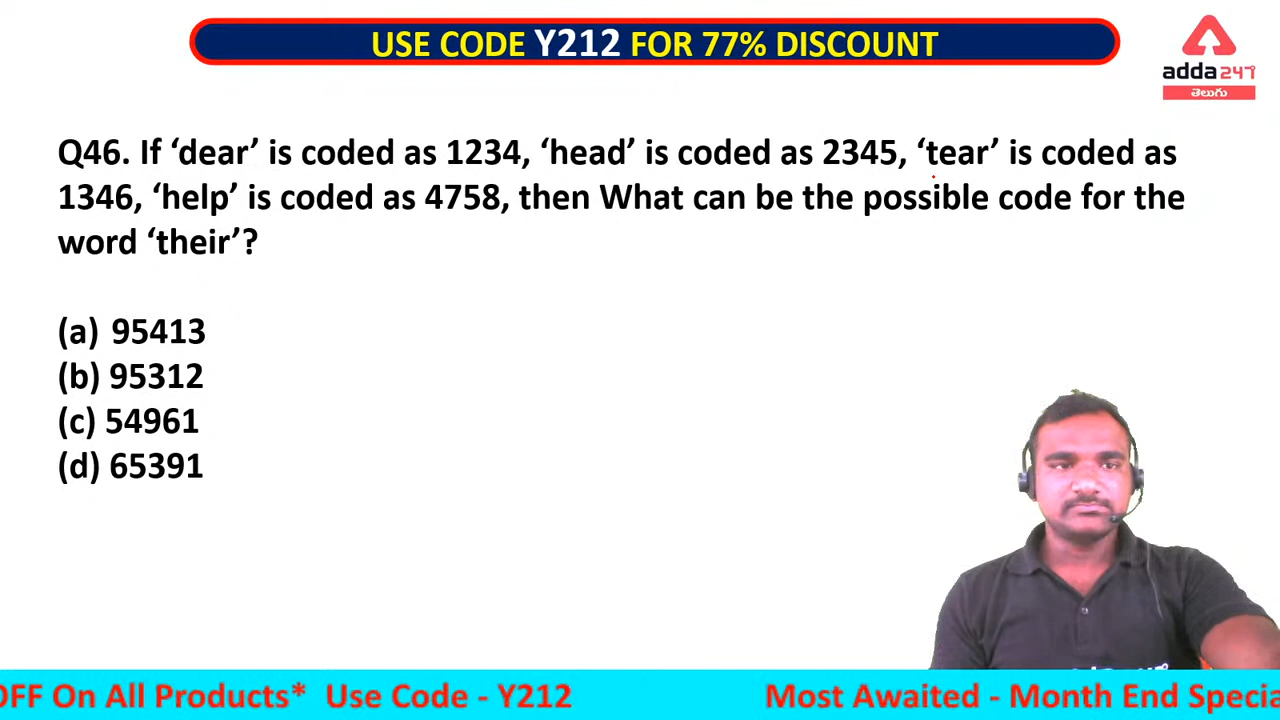 USE CODE Y212 FOR 77% DISCOUNT
adda247
తెలుగు
Q46. If ‘dear’ is coded as 1234, ‘head’ is coded as 2345, ‘tear’ is coded as
1346, ‘help’ is coded as 4758, then What can be the possible code for the
word ‘their’?
(a) 95413
(b) 95312
(c) 54961
(d) 65391
OFF On All Products* Use Code - Y212
Most Awaited - Month End Specia